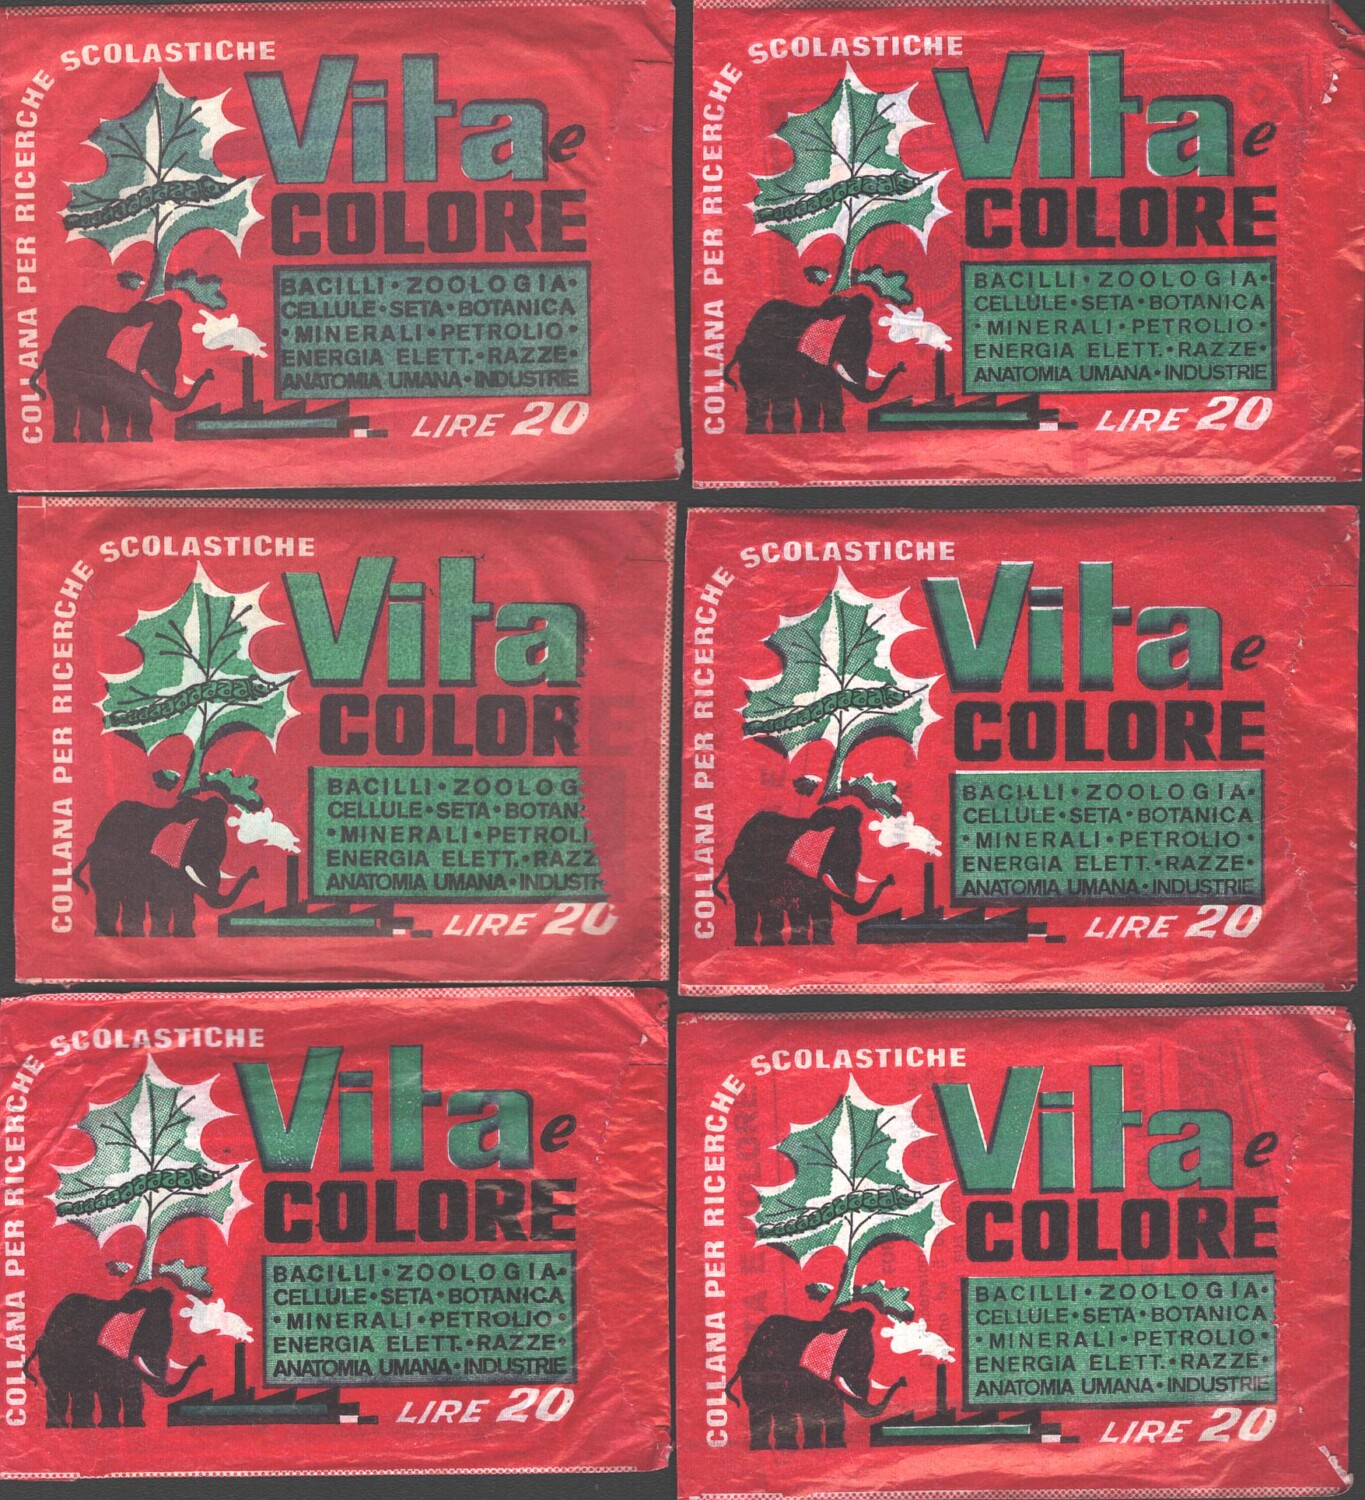 COLLANA PER RICERCHE SCOLASTICHE
Vita e
COLORE
BACILLI • ZOOLOGIA •
CELLULE • SETA • BOTANICA
• MINERALI • PETROLIO •
ENERGIA ELETT. • RAZZE •
ANATOMIA UMANA • INDUSTRIE
LIRE 20
COLLANA PER RICERCHE SCOLASTICHE
Vita e
COLORE
BACILLI • ZOOLOGIA •
CELLULE • SETA • BOTANICA
• MINERALI • PETROLIO •
ENERGIA ELETT. • RAZZE •
ANATOMIA UMANA • INDUSTRIE
LIRE 20
COLLANA PER RICERCHE SCOLASTICHE
Vita
COLOR
BACILLI • ZOOLOG
CELLULE • SETA • BOTAN
• MINERALI • PETROLI
ENERGIA ELETT. • RAZZ
ANATOMIA UMANA • INDUSTR
LIRE 20
COLLANA PER RICERCHE SCOLASTICHE
Vita e
COLORE
BACILLI • ZOOLOGIA •
CELLULE • SETA • BOTANICA
• MINERALI • PETROLIO •
ENERGIA ELETT. • RAZZE •
ANATOMIA UMANA • INDUSTRIE
LIRE 20
COLLANA PER RICERCHE SCOLASTICHE
Vita e
COLORE
BACILLI • ZOOLOGIA •
CELLULE • SETA • BOTANICA
• MINERALI • PETROLIO •
ENERGIA ELETT. • RAZZE •
ANATOMIA UMANA • INDUSTRIE
LIRE 20
COLLANA PER RICERCHE SCOLASTICHE
Vita e
COLORE
BACILLI • ZOOLOGIA •
CELLULE • SETA • BOTANICA
• MINERALI • PETROLIO •
ENERGIA ELETT. • RAZZE •
ANATOMIA UMANA • INDUSTRIE
LIRE 20